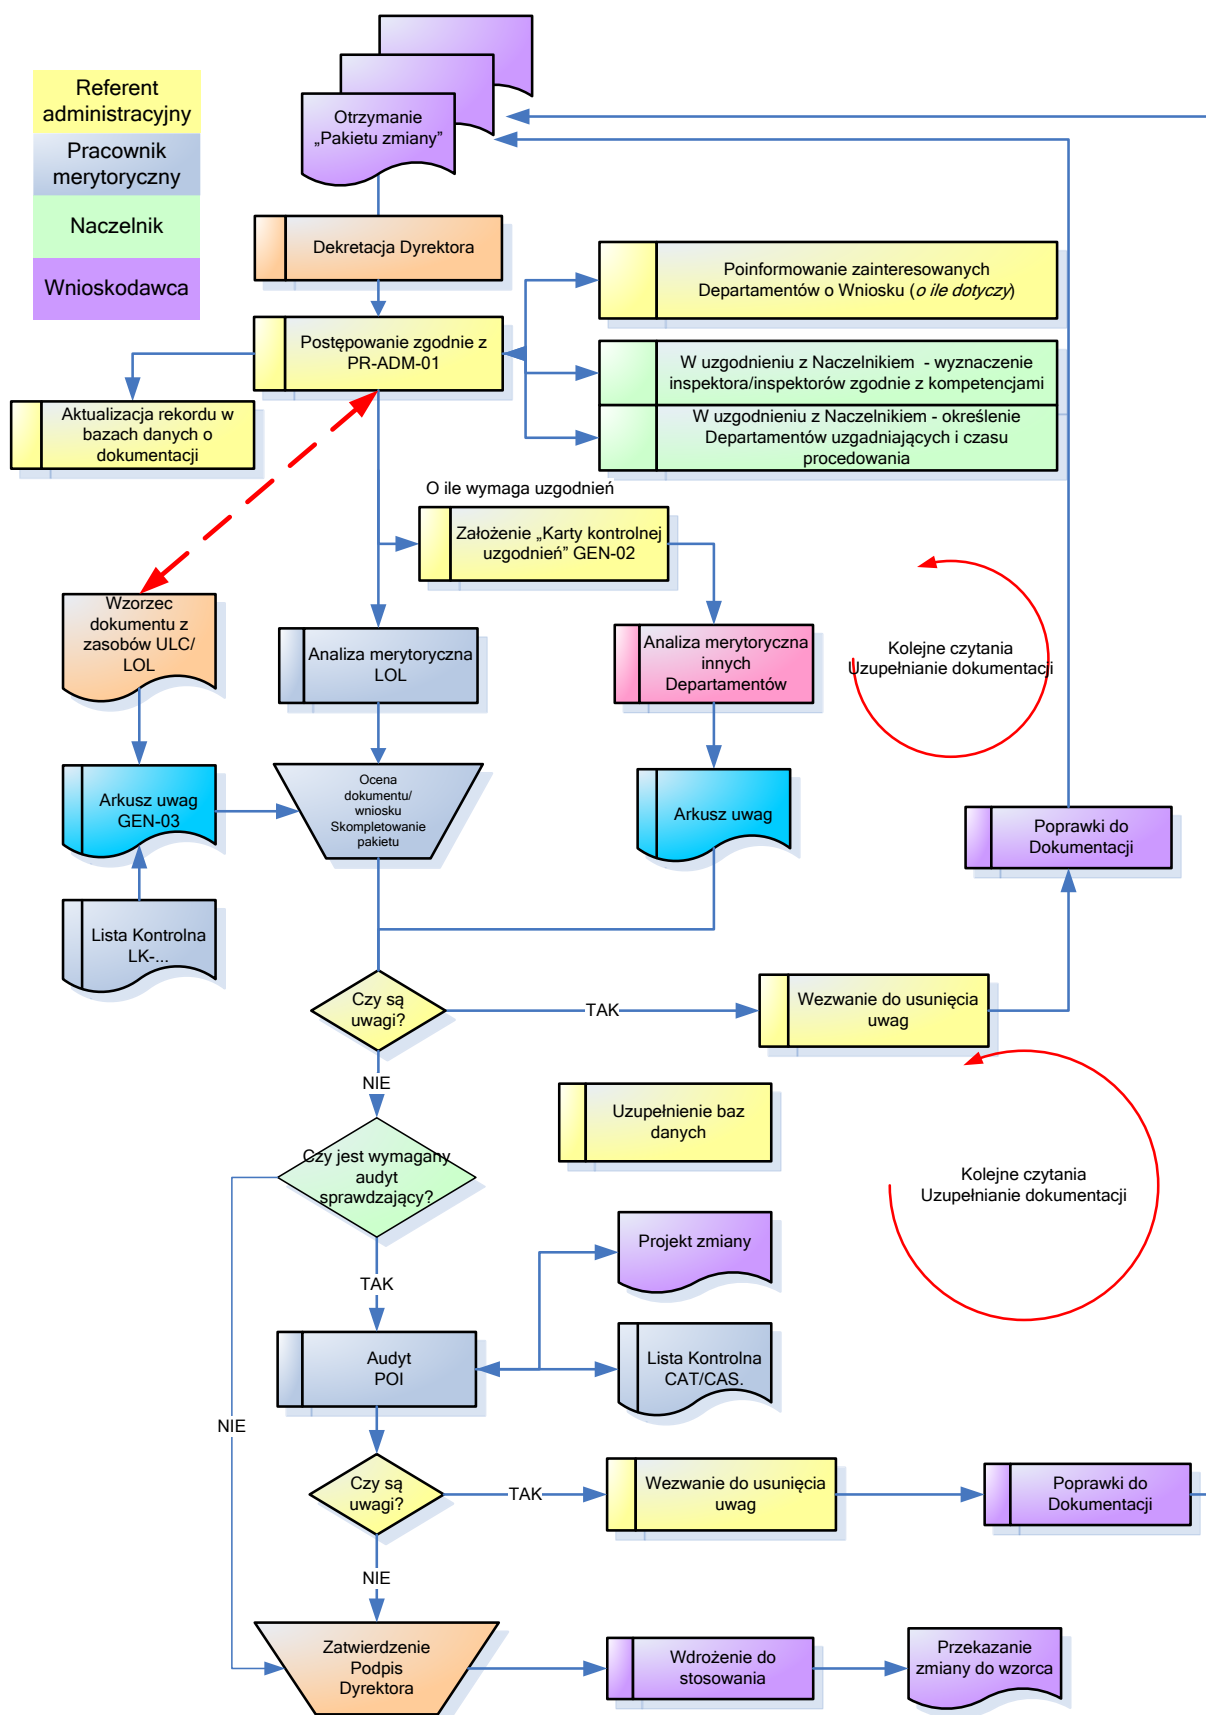 Referent
administracyjny
Pracownik
merytoryczny
Naczelnik
Wnioskodawca
Otrzymanie
„Pakietu zmiany”
Dekretacja Dyrektora
Postępowanie zgodnie z
PR-ADM-01
Poinformowanie zainteresowanych
Departamentów o Wniosku (o ile dotyczy)
W uzgodnieniu z Naczelnikiem - wyznaczenie
inspektora/inspektorów zgodnie z kompetencjami
W uzgodnieniu z Naczelnikiem - określenie
Departamentów uzgadniających i czasu
procedowania
Aktualizacja rekordu w
bazach danych o
dokumentacji
O ile wymaga uzgodnień
Założenie „Karty kontrolnej
uzgodnień” GEN-02
Wzorzec
dokumentu z
zasobów ULC/
LOL
Analiza merytoryczna
LOL
Analiza merytoryczna
innych
Departamentów
Kolejne czytania
Uzupełnianie dokumentacji
Arkusz uwag
GEN-03
Ocena
dokumentu/
wniosku
Skompletowanie
pakietu
Arkusz uwag
Poprawki do
Dokumentacji
Lista Kontrolna
LK-...
Czy są
uwagi?
TAK
Wezwanie do usunięcia
uwag
NIE
Uzupełnienie baz
danych
Czy jest wymagany
audyt
sprawdzający?
Kolejne czytania
Uzupełnianie dokumentacji
TAK
Projekt zmiany
Audyt
POI
Lista Kontrolna
CAT/CAS.
NIE
Czy są
uwagi?
TAK
Wezwanie do usunięcia
uwag
Poprawki do
Dokumentacji
NIE
Zatwierdzenie
Podpis
Dyrektora
Wdrożenie do
stosowania
Przekazanie
zmiany do wzorca